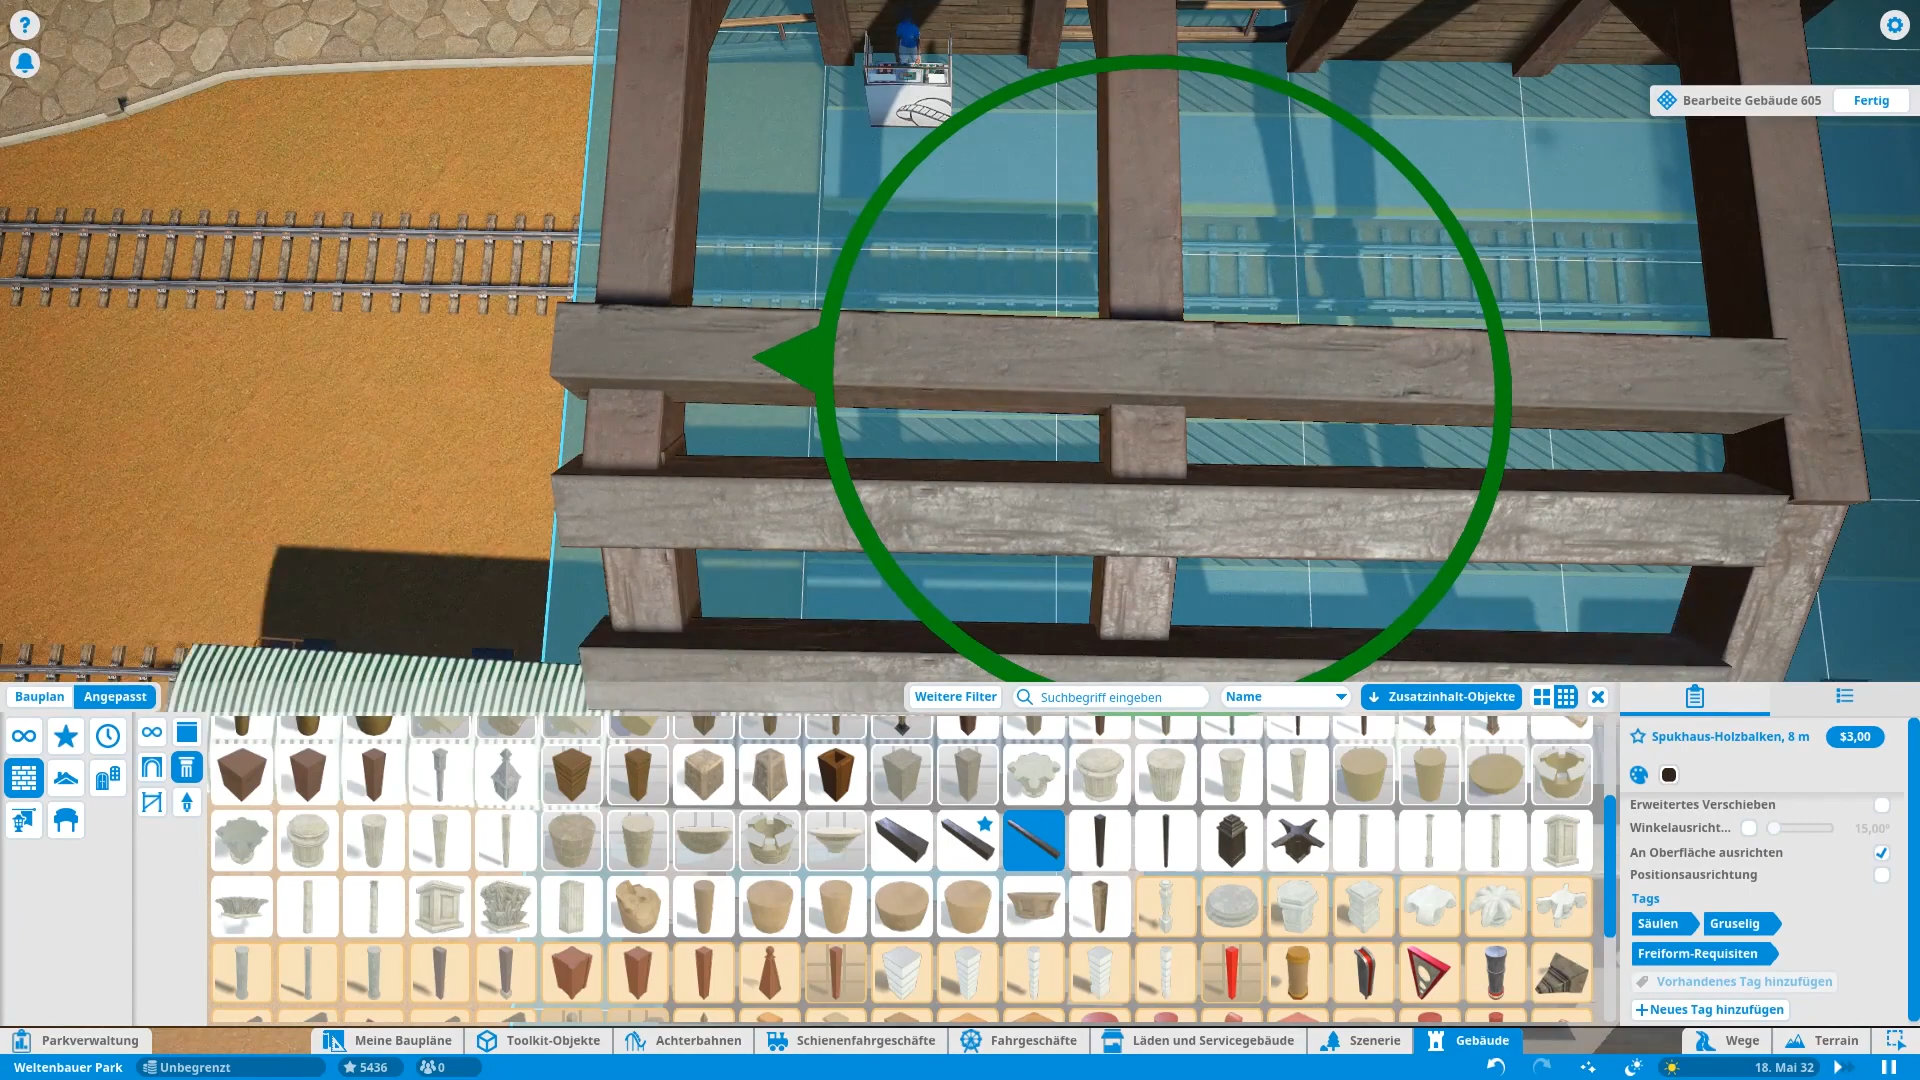 Bearbeite Gebäude 605
Fertig
Bauplan
Angepasst
Weitere Filter
Suchbegriff eingeben
Name
Zusatzinhalt-Objekte
Spukhaus-Holzbalken, 8 m
$3,00
Erweitertes Verschieben
Winkelausricht...
15,00°
An Oberfläche ausrichten
Positionsausrichtung
Tags
Säulen
Gruselig
Freiform-Requisiten
Vorhandenes Tag hinzufügen
+Neues Tag hinzufügen
Parkverwaltung
Meine Baupläne
Toolkit-Objekte
Achterbahnen
Schienenfahrgeschäfte
Fahrgeschäfte
Läden und Servicegebäude
Szenerie
Gebäude
Wege
Terrain
Weltenbauer Park
Unbegrenzt
5436
0
18. Mai 32